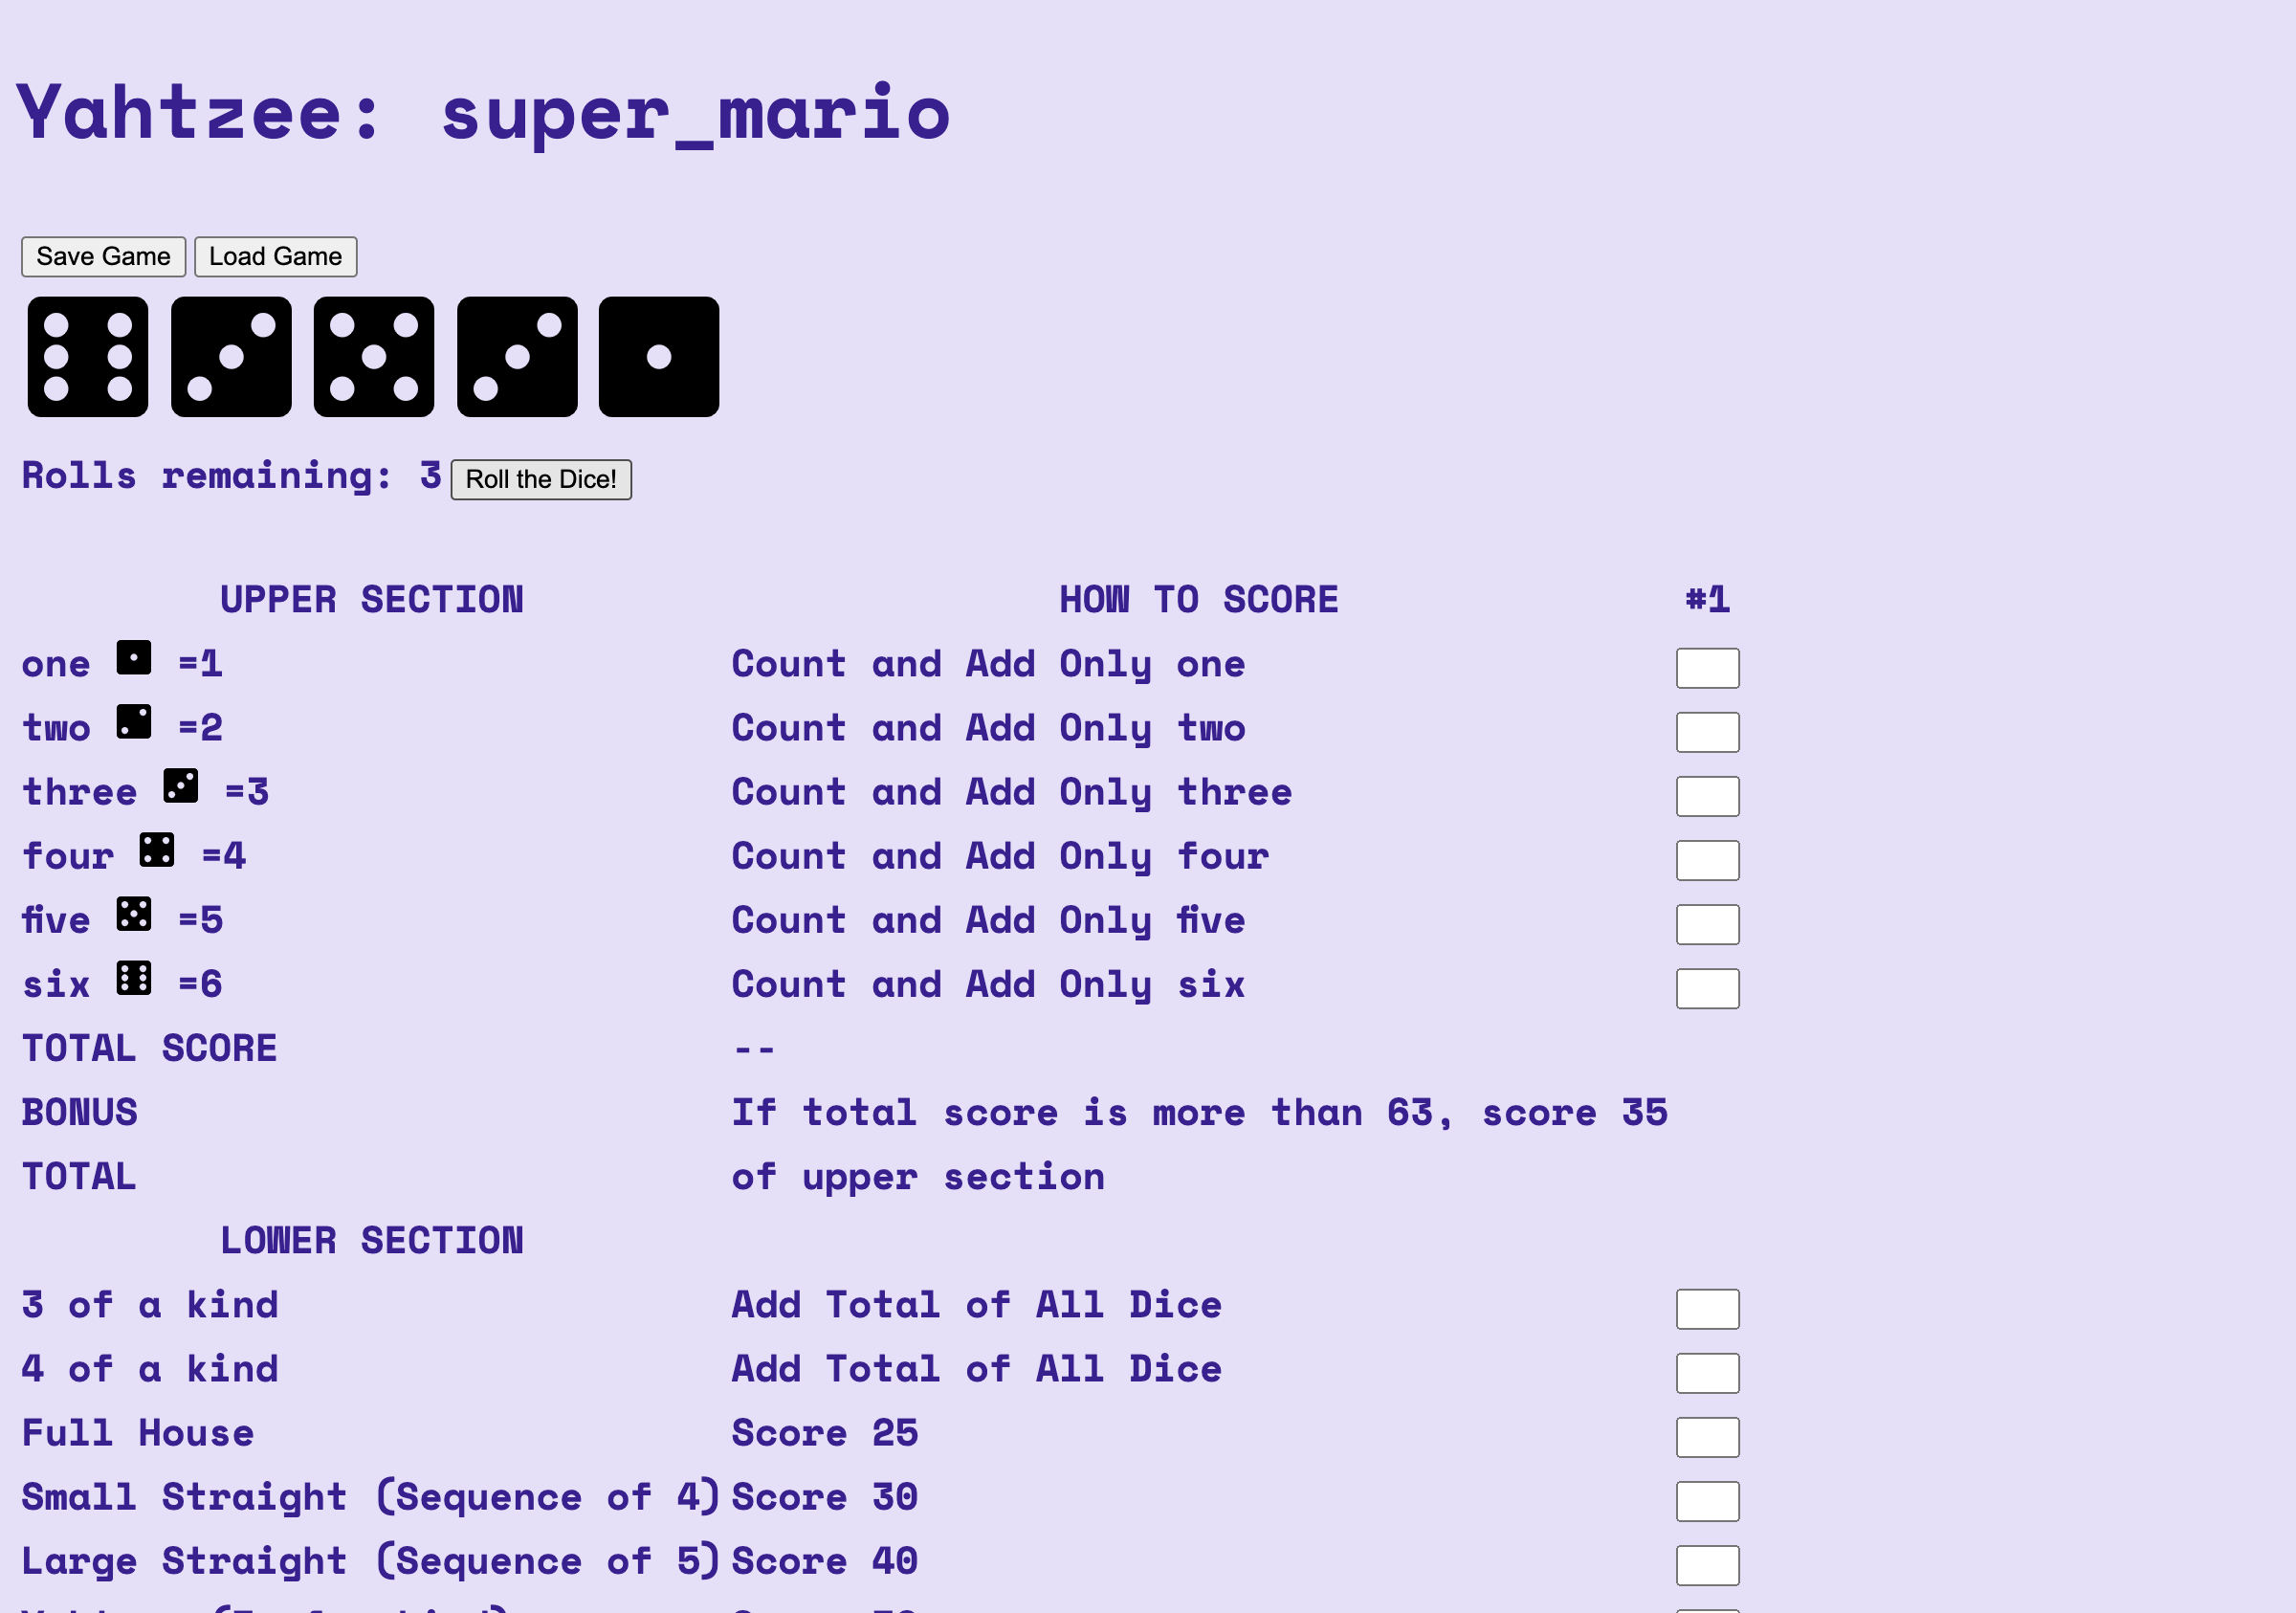 Yahtzee: super_mario
Save Game Load Game
Rolls remaining: 3 Roll the Dice!
UPPER SECTION HOW TO SCORE #1
one =1 Count and Add Only one
two =2 Count and Add Only two
three =3 Count and Add Only three
four =4 Count and Add Only four
five =5 Count and Add Only five
six =6 Count and Add Only six
TOTAL SCORE --
BONUS If total score is more than 63, score 35
TOTAL of upper section
LOWER SECTION
3 of a kind Add Total of All Dice
4 of a kind Add Total of All Dice
Full House Score 25
Small Straight (Sequence of 4) Score 30
Large Straight (Sequence of 5) Score 40